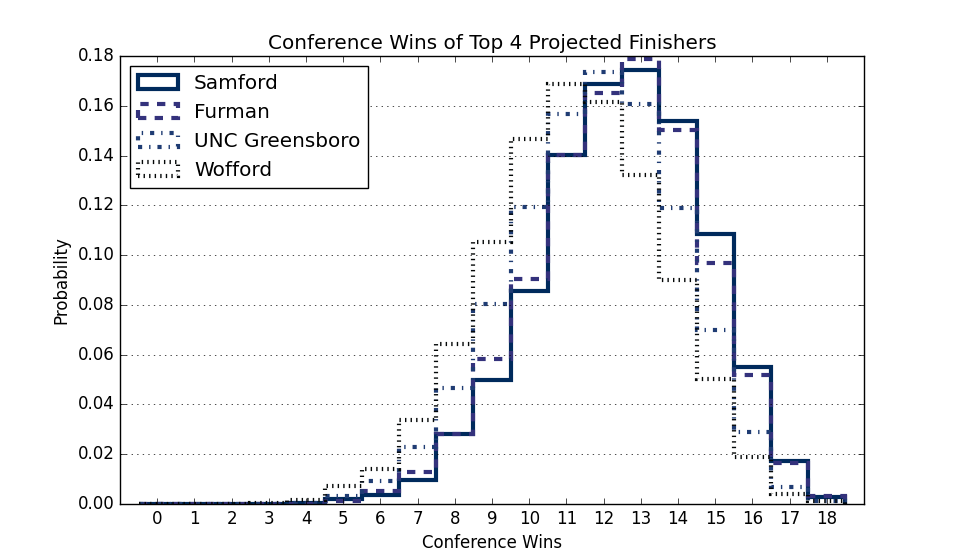 Conference Wins of Top 4 Projected Finishers
Samford
Furman
UNC Greensboro
Wofford
Probability
0.18
0.16
0.14
0.12
0.10
0.08
0.06
0.04
0.02
0.00
0 1 2 3 4 5 6 7 8 9 10 11 12 13 14 15 16 17 18
Conference Wins